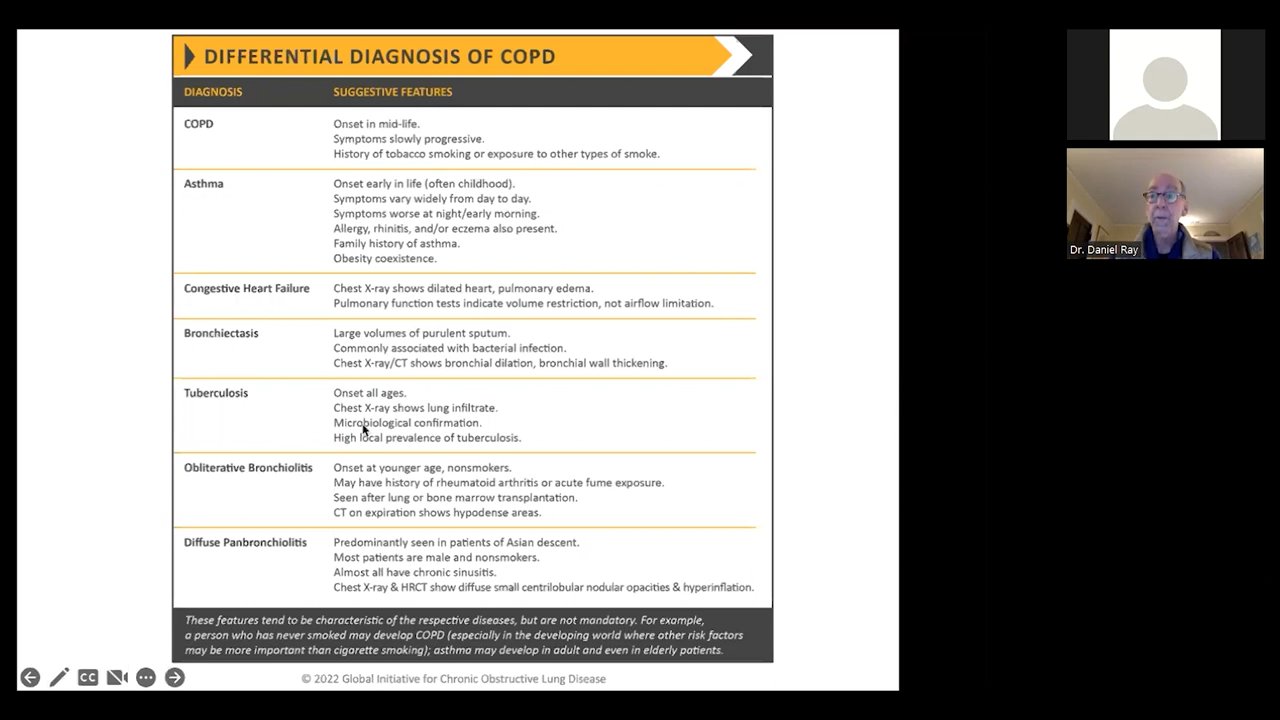 DIFFERENTIAL DIAGNOSIS OF COPD
DIAGNOSIS SUGGESTIVE FEATURES
COPD Onset in mid-life.
Symptoms slowly progressive.
History of tobacco smoking or exposure to other types of smoke.
Asthma Onset early in life (often childhood).
Symptoms vary widely from day to day.
Symptoms worse at night/early morning.
Allergy, rhinitis, and/or eczema also present.
Family history of asthma.
Obesity coexistence.
Congestive Heart Failure Chest X-ray shows dilated heart, pulmonary edema.
Pulmonary function tests indicate volume restriction, not airflow limitation.
Bronchiectasis Large volumes of purulent sputum.
Commonly associated with bacterial infection.
Chest X-ray/CT shows bronchial dilation, bronchial wall thickening.
Tuberculosis Onset all ages.
Chest X-ray shows lung infiltrate.
Microbiological confirmation.
High local prevalence of tuberculosis.
Obliterative Bronchiolitis Onset at younger age, nonsmokers.
May have history of rheumatoid arthritis or acute fume exposure.
Seen after lung or bone marrow transplantation.
CT on expiration shows hypodense areas.
Diffuse Panbronchiolitis Predominantly seen in patients of Asian descent.
Most patients are male and nonsmokers.
Almost all have chronic sinusitis.
Chest X-ray & HRCT show diffuse small centrilobular nodular opacities & hyperinflation.
These features tend to be characteristic of the respective diseases, but are not mandatory. For example,
a person who has never smoked may develop COPD (especially in the developing world where other risk factors
may be more important than cigarette smoking); asthma may develop in adult and even in elderly patients.
CC
© 2022 Global Initiative for Chronic Obstructive Lung Disease
Dr. Daniel Ray